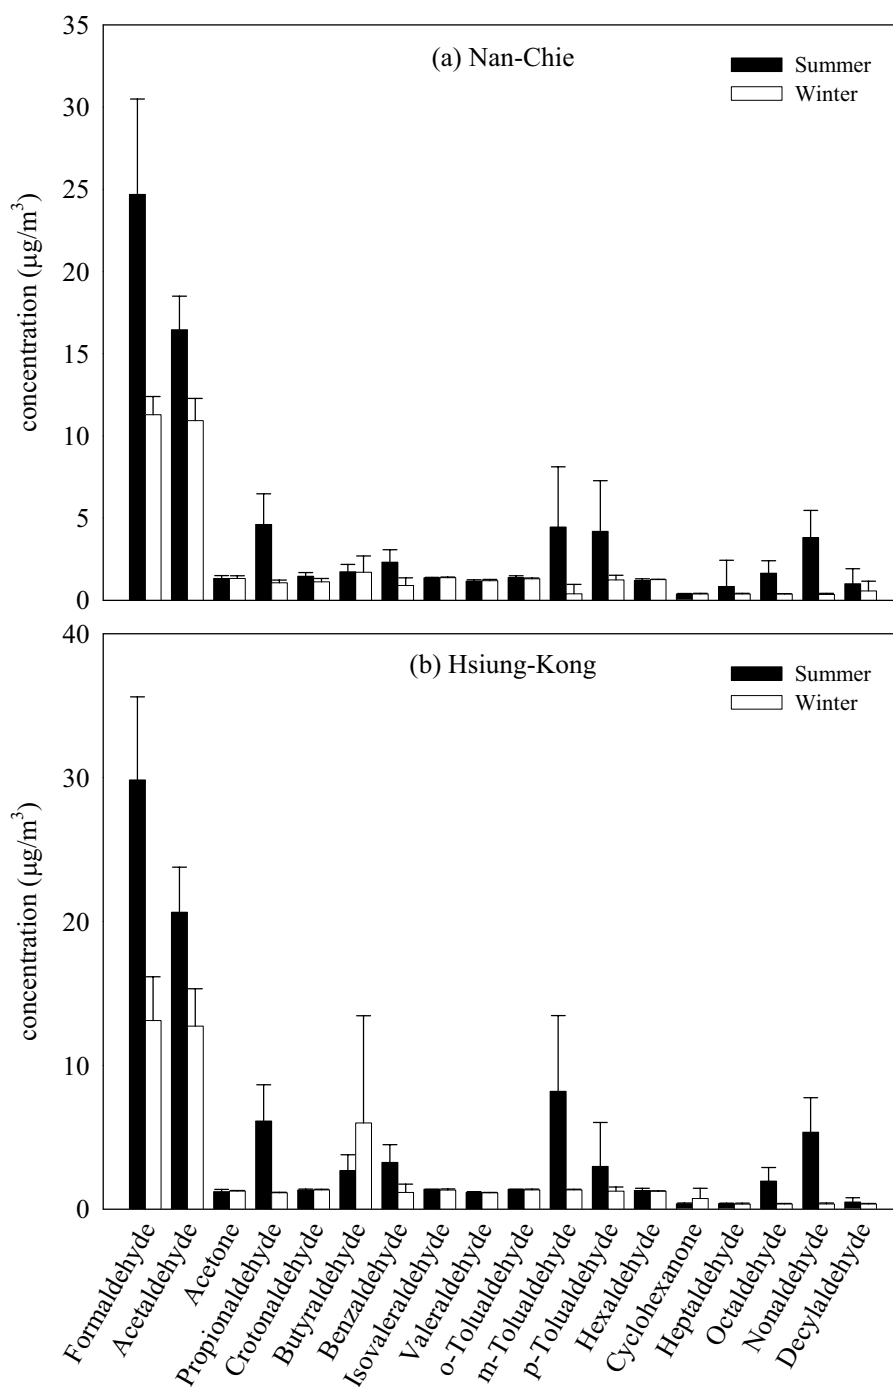 35
30
25
20
15
10
5
0
concentration (µg/m³)
(a) Nan-Chie
Summer
Winter
40
30
20
10
0
concentration (µg/m³)
(b) Hsiung-Kong
Summer
Winter
Formaldehyde
Acetaldehyde
Acetone
Propionaldehyde
Crotonaldehyde
Butyraldehyde
Benzaldehyde
Isovaleraldehyde
Valeraldehyde
o-Tolualdehyde
m-Tolualdehyde
p-Tolualdehyde
Hexaldehyde
Cyclohexanone
Heptaldehyde
Octaldehyde
Nonaldehyde
Decylaldehyde